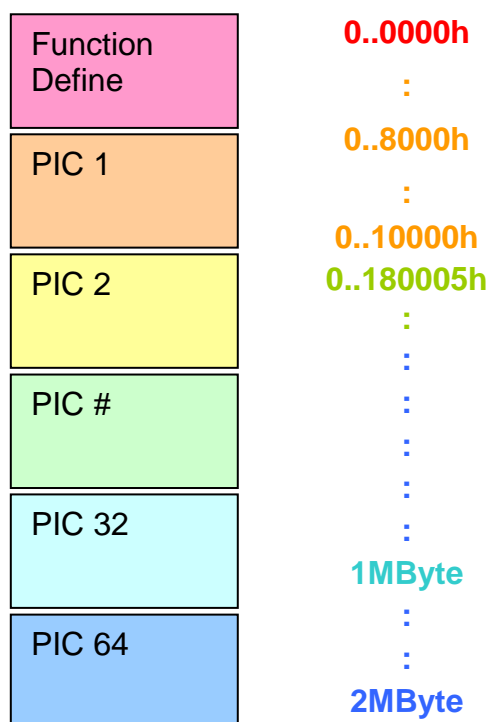 Function
Define
0..0000h
:
0..8000h
PIC 1
:
0..10000h
PIC 2
0..180005h
:
:
PIC #
:
:
:
:
PIC 32
:
1MByte
:
PIC 64
:
2MByte